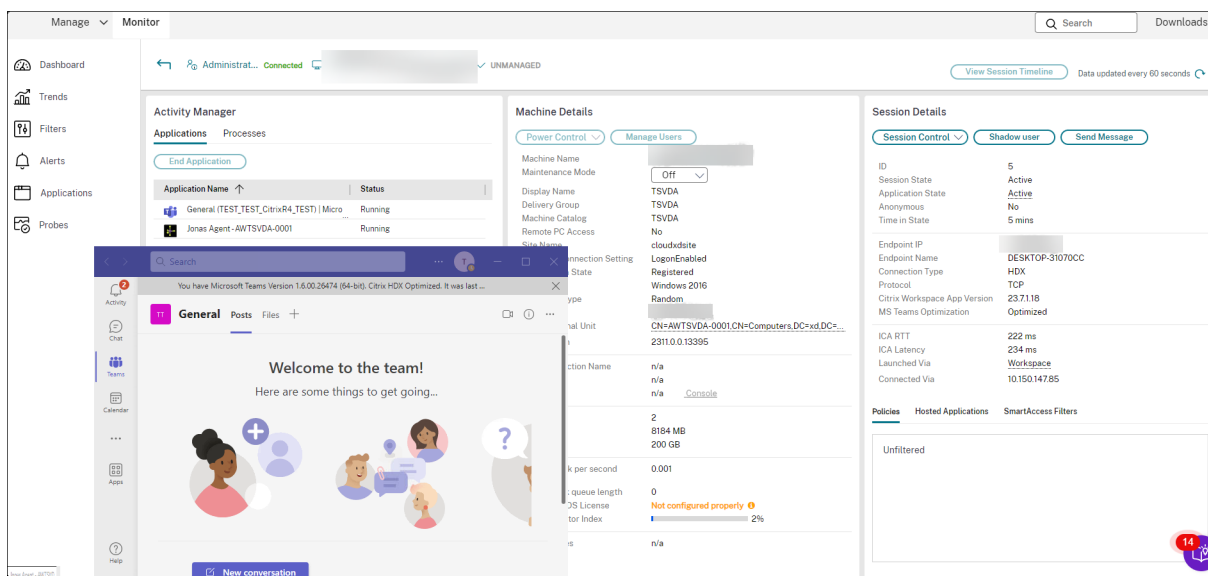 Manage Monitor Search Downloads
Dashboard
Trends
Filters
Alerts
Applications
Probes
Administrat... Connected UNMANAGED
View Session Timeline Data updated every 60 seconds
Activity Manager
Applications Processes
End Application
Application Name Status
General (TEST_TEST_CitrixR4_TEST) | Micro ... Running
Jonas Agent-AWTSVDA-0001 Running
Machine Details
Power Control Manage Users
Machine Name
Maintenance Mode Off
Display Name TSVDA
Delivery Group TSVDA
Machine Catalog TSVDA
Remote PC Access No
Site Name cloudxdsite
nnection Setting LogonEnabled
State Registered
Windows 2016
ype Random
nal Unit CN=AWTSVDA-0001,CN=Computers,DC=xd,DC=...
2311.0.0.13395
ction Name n/a
n/a
n/a Console
2
8184 MB
200 GB
k per second 0.001
queue length 0
OS License Not configured properly
tor Index 2%
s n/a
Session Details
Session Control Shadow user Send Message
ID 5
Session State Active
Application State Active
Anonymous No
Time in State 5 mins
Endpoint IP
Endpoint Name DESKTOP-31070CC
Connection Type HDX
Protocol TCP
Citrix Workspace App Version 23.7.1.18
MS Teams Optimization Optimized
ICA RTT 222 ms
ICA Latency 234 ms
Launched Via Workspace
Connected Via 10.150.147.85
Policies Hosted Applications SmartAccess Filters
Unfiltered
14
Search ... T
You have Microsoft Teams Version 1.6.00.26474 (64-bit). Citrix HDX Optimized. It was last ...
2
Activity
Chat
Teams
Calendar
...
Apps
Help
TT General Posts Files
Welcome to the team!
Here are some things to get going...
New conversation